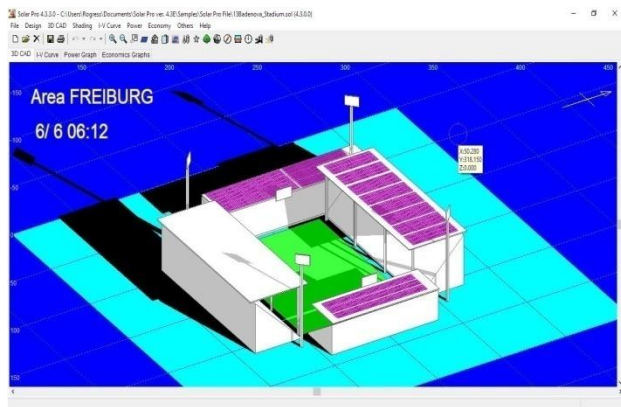 Solar Pro 4.3.3.0 - C:\Users\Rogress\Documents\Solar Pro ver. 4.3E\Samples\Solar Pro File\13Badenova_Stadium.sol (4.3.0.0)
File Design 3D CAD Shading I-V Curve Power Economy Others Help
3D CAD I-V Curve Power Graph Economics Graphs
150 200 250 300 350 400 450
-150
Area FREIBURG
6/ 6 06:12
-100
X:50.280
Y:318.150
Z:0.000
-50
0
50
100
150